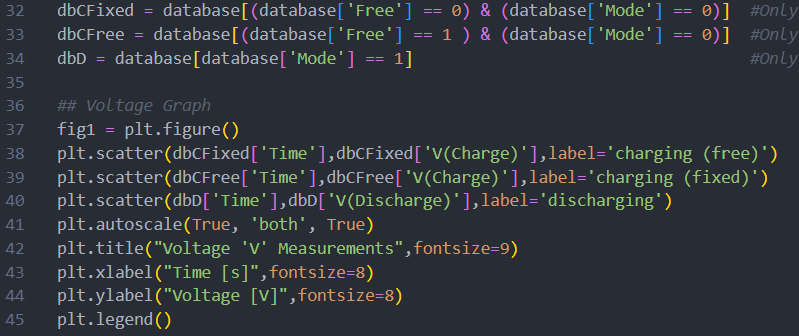 32 dbCFixed = database[(database['Free'] == 0) & (database['Mode'] == 0)] #Only
33 dbCFree = database[(database['Free'] == 1 ) & (database['Mode'] == 0)] #Only
34 dbD = database[database['Mode'] == 1] #Only
35
36 ## Voltage Graph
37 fig1 = plt.figure()
38 plt.scatter(dbCFixed['Time'],dbCFixed['V(Charge)'],label='charging (free)')
39 plt.scatter(dbCFree['Time'],dbCFree['V(Charge)'],label='charging (fixed)')
40 plt.scatter(dbD['Time'],dbD['V(Discharge)'],label='discharging')
41 plt.autoscale(True, 'both', True)
42 plt.title("Voltage 'V' Measurements",fontsize=9)
43 plt.xlabel("Time [s]",fontsize=8)
44 plt.ylabel("Voltage [V]",fontsize=8)
45 plt.legend()